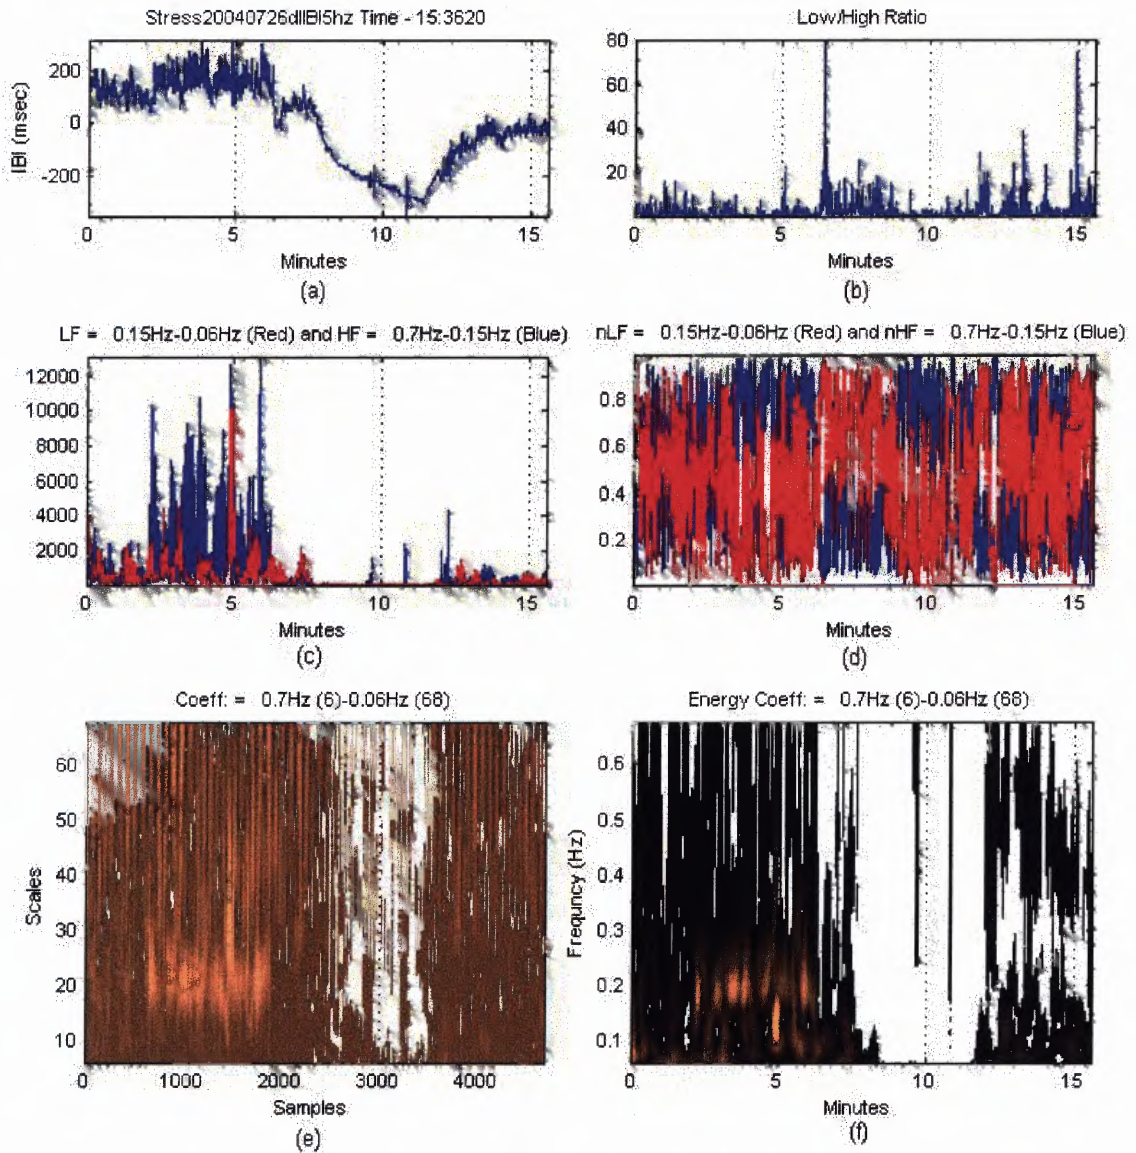 Stress20040726dIIBI5hz Time - 15:3620
Low/High Ratio
IBI (msec)
200
0
-200
0 5 10 15
Minutes
(a)
80
60
40
20
0 5 10 15
Minutes
(b)
LF = 0.15Hz-0.06Hz (Red) and HF = 0.7Hz-0.15Hz (Blue)
nLF = 0.15Hz-0.06Hz (Red) and nHF = 0.7Hz-0.15Hz (Blue)
12000
10000
8000
6000
4000
2000
0 5 10 15
Minutes
(c)
0.8
0.6
0.4
0.2
0 5 10 15
Minutes
(d)
Coeff: = 0.7Hz (6)-0.06Hz (68)
Energy Coeff: = 0.7Hz (6)-0.06Hz (68)
Scales
60
50
40
30
20
10
0 1000 2000 3000 4000
Samples
(e)
Frequncy (Hz)
0.6
0.5
0.4
0.3
0.2
0.1
0 5 10 15
Minutes
(f)